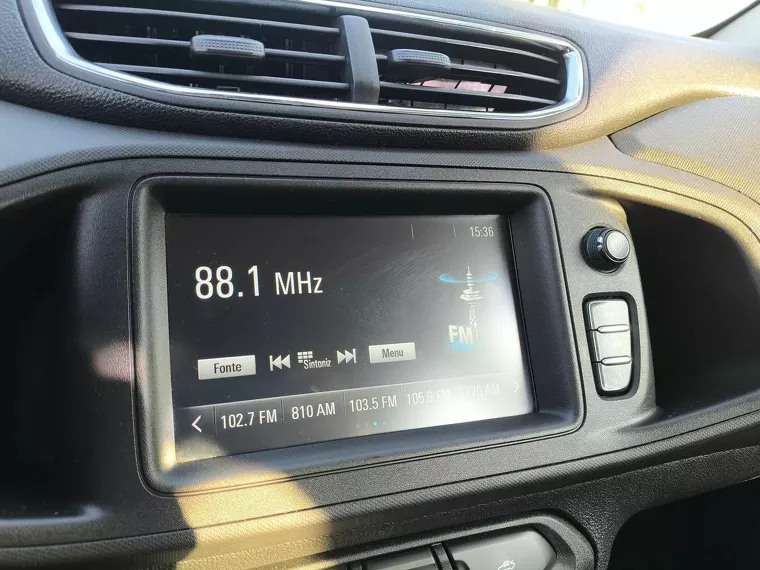 15:36
88.1 MHz
FM
Fonte Sintoniz Menu
102.7 FM 810 AM 103.5 FM 105.9 FM